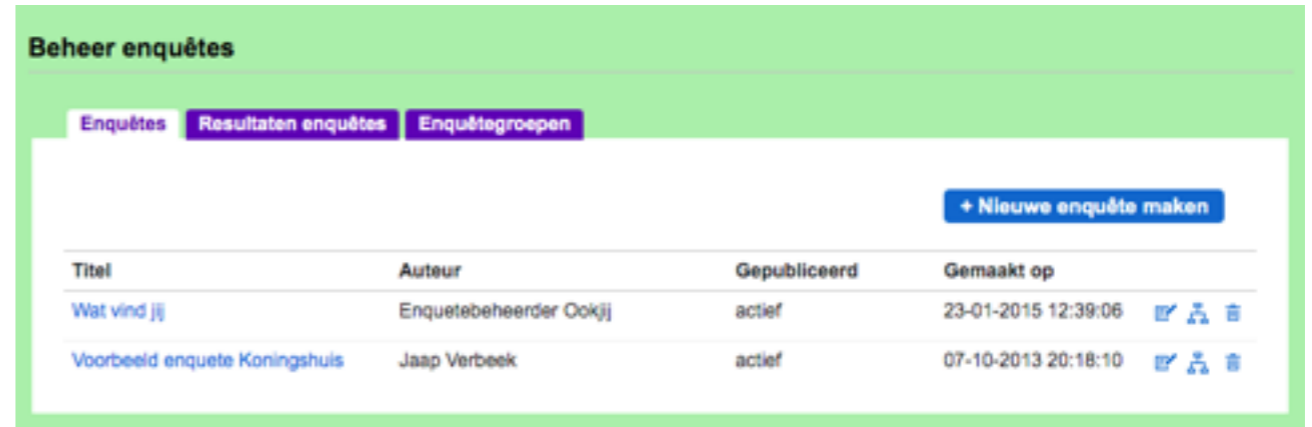 Beheer enquêtes
Enquêtes Resultaten enquêtes Enquêtegroepen
+ Nieuwe enquête maken
Titel Auteur Gepubliceerd Gemaakt op
Wat vind jij Enquetebeheerder Ookjij actief 23-01-2015 12:39:06
Voorbeeld enquete Koningshuis Jaap Verbeek actief 07-10-2013 20:18:10